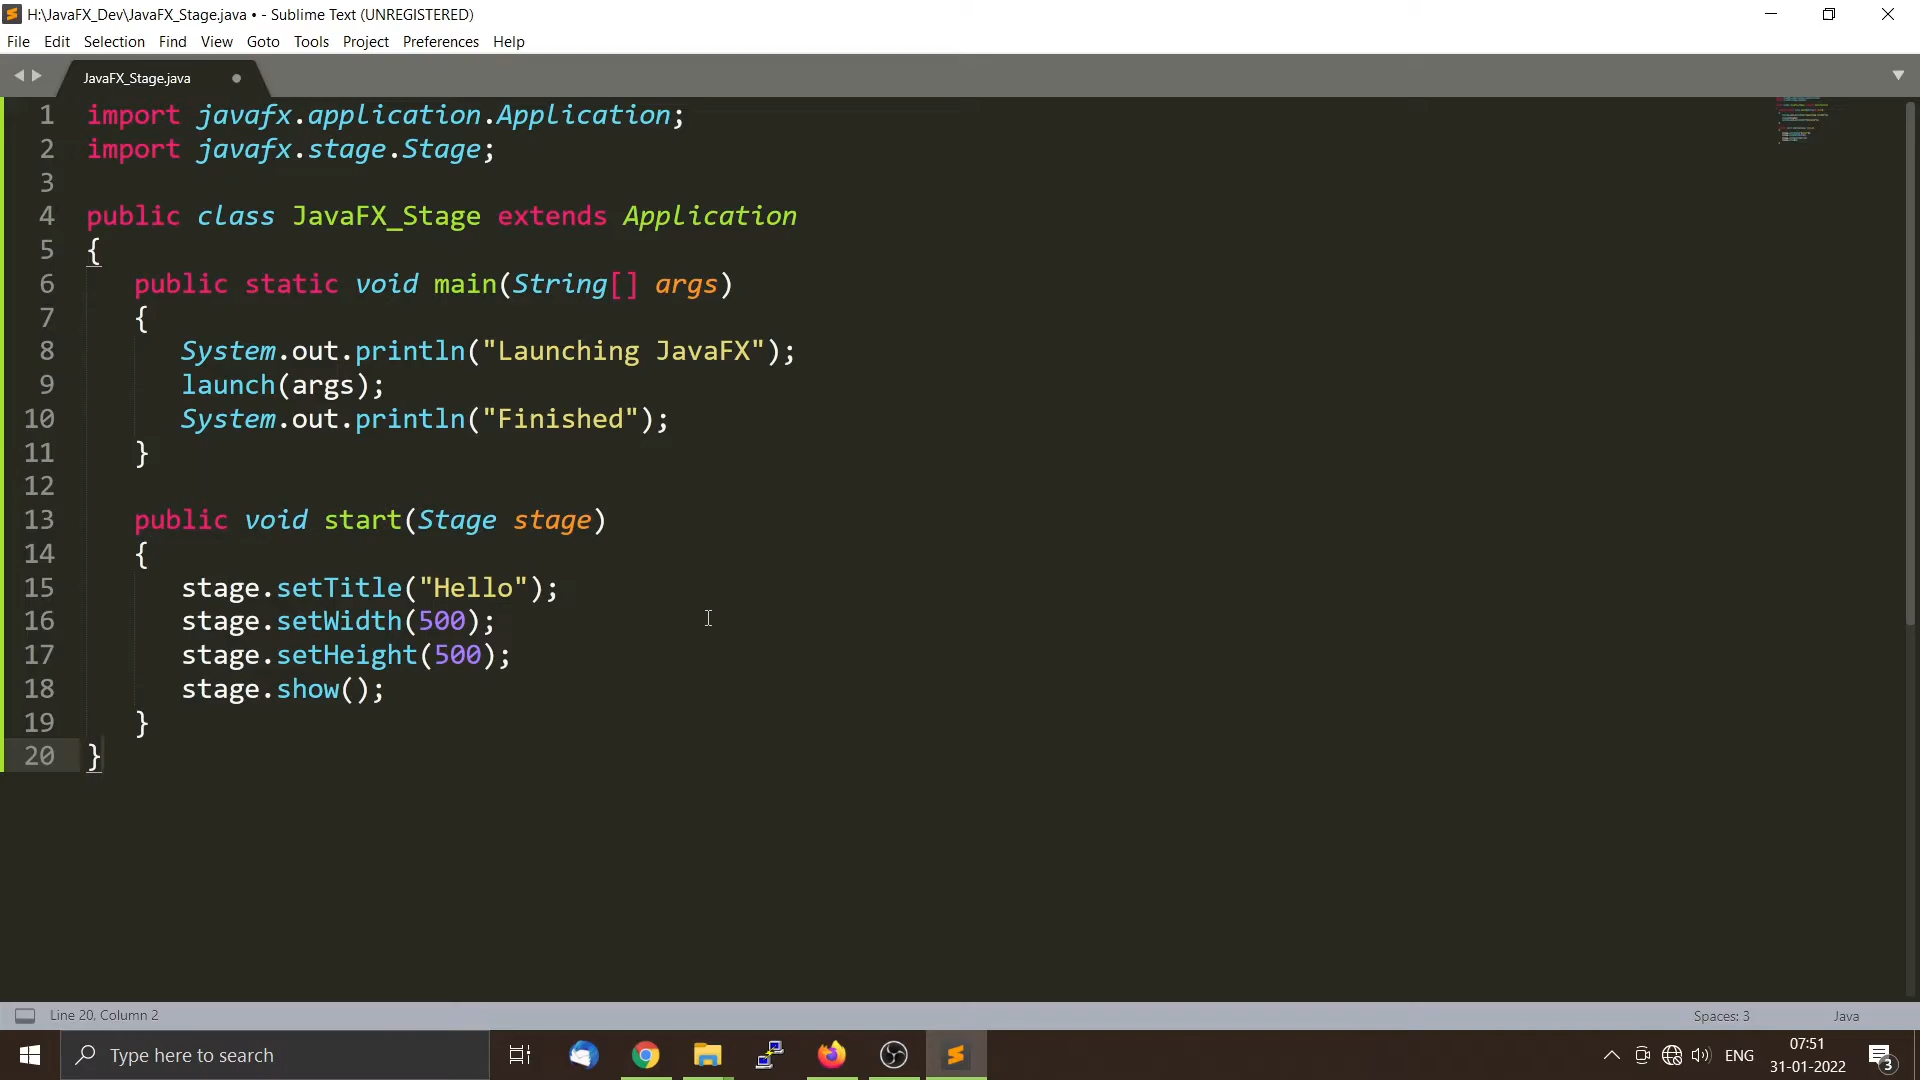 H:\JavaFX_Dev\JavaFX_Stage.java • - Sublime Text (UNREGISTERED)
File Edit Selection Find View Goto Tools Project Preferences Help
JavaFX_Stage.java
1 import javafx.application.Application;
2 import javafx.stage.Stage;
3
4 public class JavaFX_Stage extends Application
5 {
6 public static void main(String[] args)
7 {
8 System.out.println("Launching JavaFX");
9 launch(args);
10 System.out.println("Finished");
11 }
12
13 public void start(Stage stage)
14 {
15 stage.setTitle("Hello");
16 stage.setWidth(500);
17 stage.setHeight(500);
18 stage.show();
19 }
20 }
Line 20, Column 2 Spaces: 3 Java
Type here to search ENG 07:51
31-01-2022 3